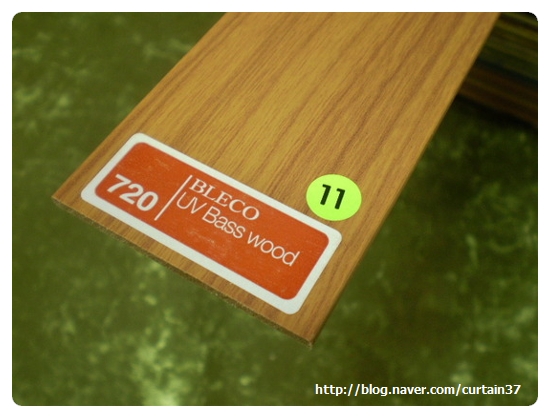 720
BLECO
UV Bass wood
11
http://blog.naver.com/curtain37